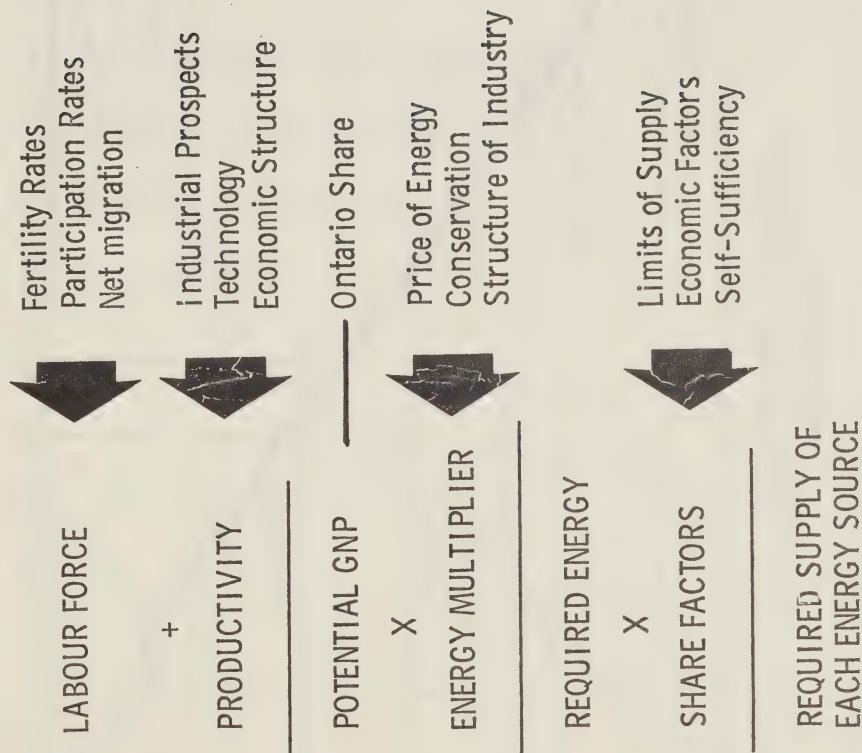 LABOUR FORCE
Fertility Rates
Participation Rates
Net migration
+
PRODUCTIVITY
industrial Prospects
Technology
Economic Structure
POTENTIAL GNP
Ontario Share
X
ENERGY MULTIPLIER
Price of Energy
Conservation
Structure of Industry
REQUIRED ENERGY
X
SHARE FACTORS
Limits of Supply
Economic Factors
Self-Sufficiency
REQUIRED SUPPLY OF
EACH ENERGY SOURCE